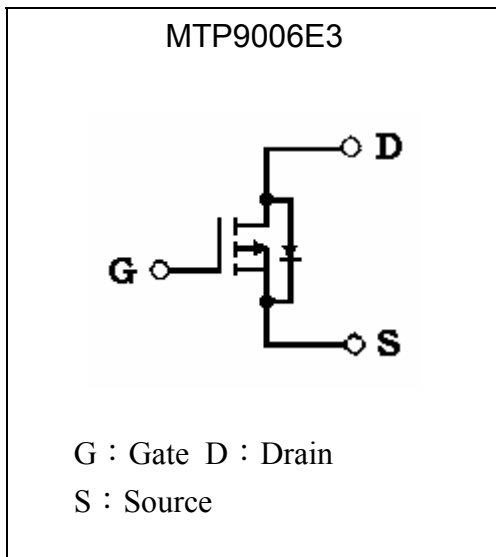 MTP9006E3
D
G
S
G：Gate D：Drain
S：Source